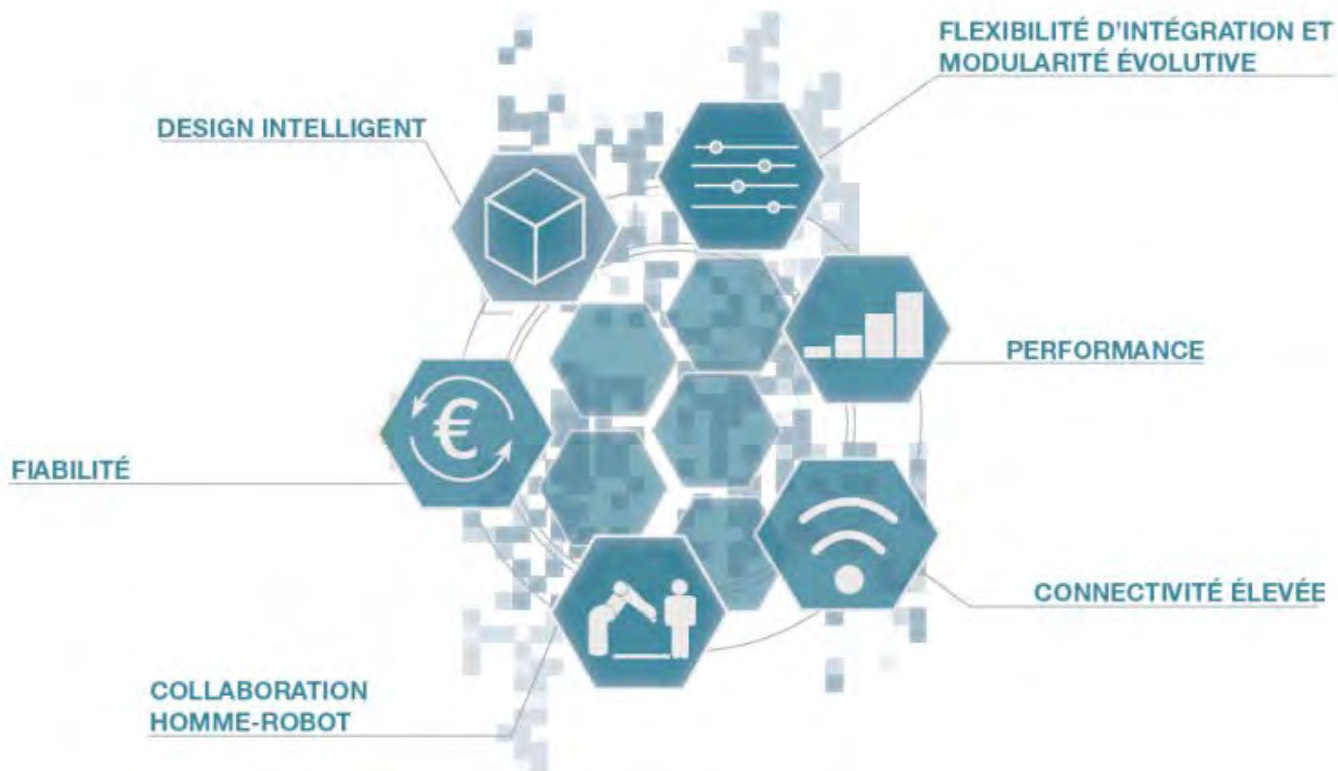 FLEXIBILITÉ D'INTÉGRATION ET
MODULARITÉ ÉVOLUTIVE
DESIGN INTELLIGENT
PERFORMANCE
€
FIABILITÉ
CONNECTIVITÉ ÉLEVÉE
COLLABORATION
HOMME-ROBOT